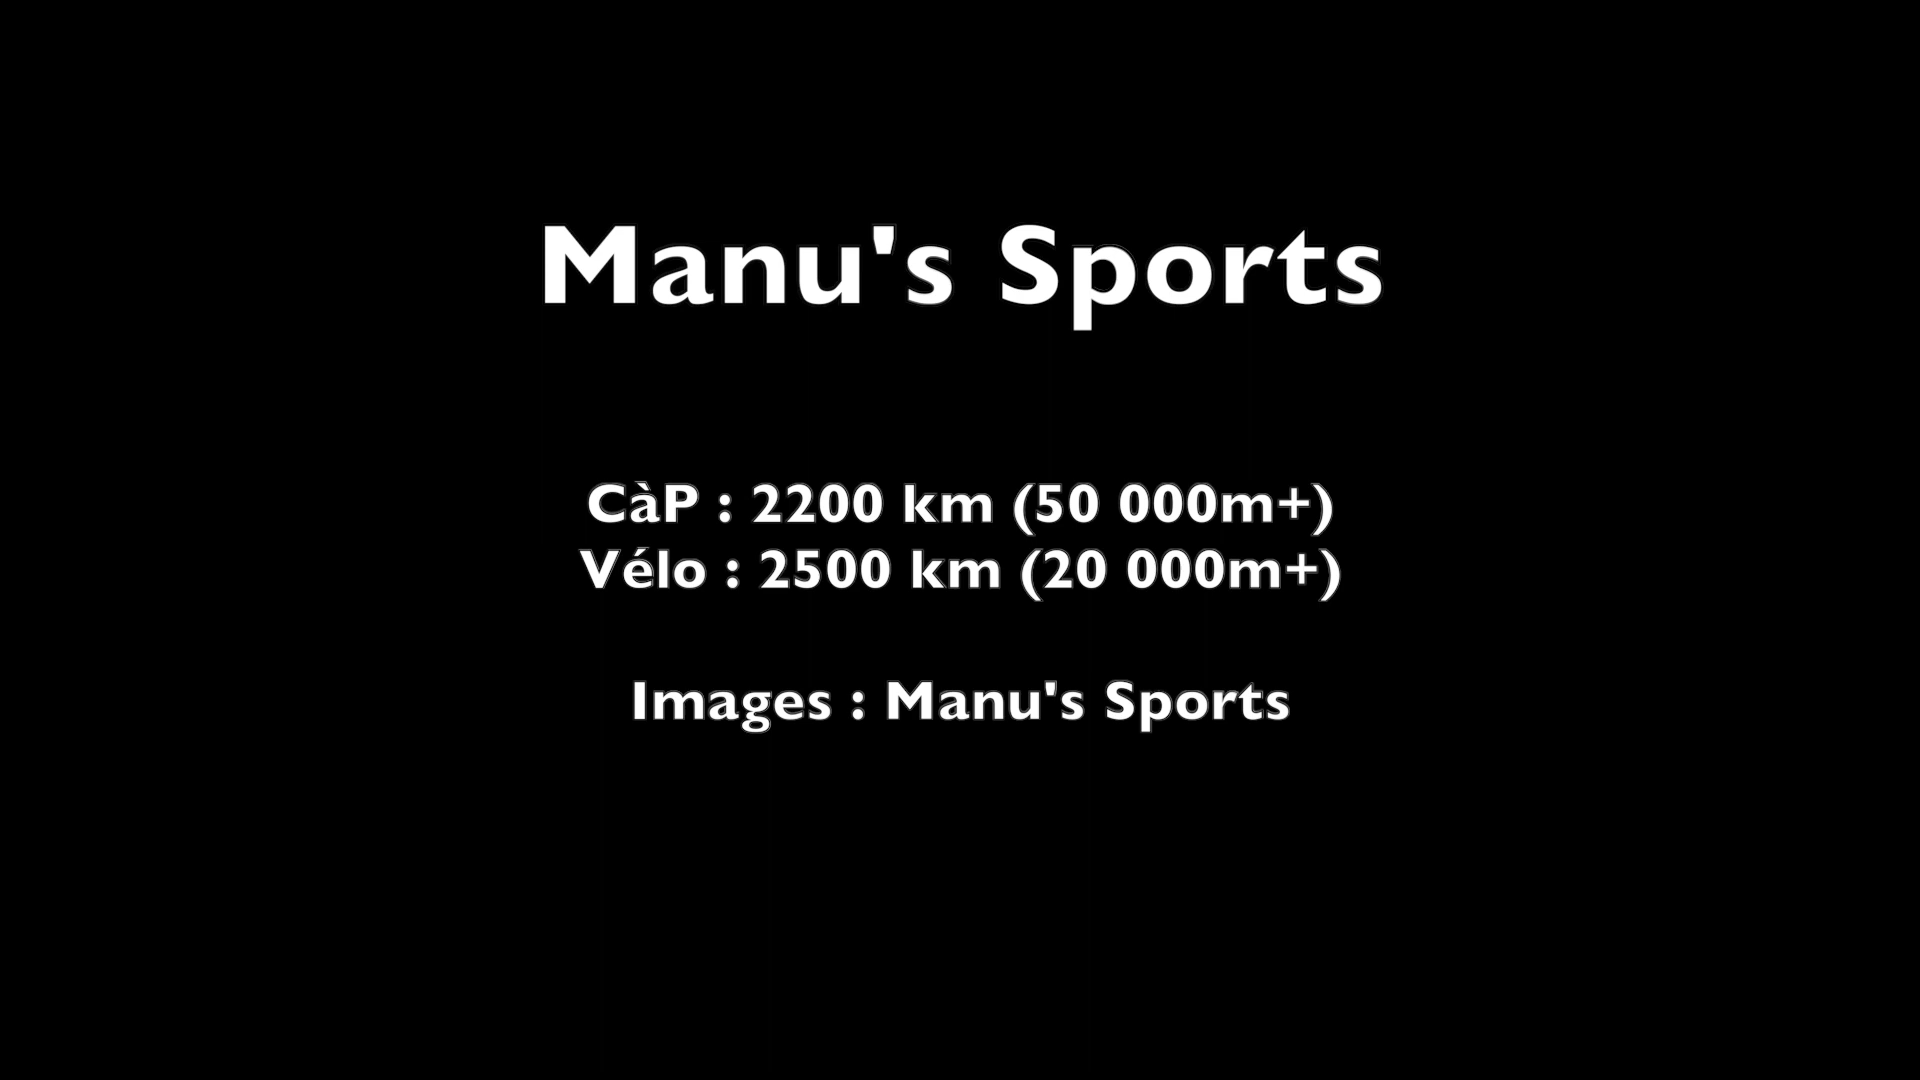 Manu's Sports
CàP : 2200 km (50 000m+)
Vélo : 2500 km (20 000m+)
Images : Manu's Sports